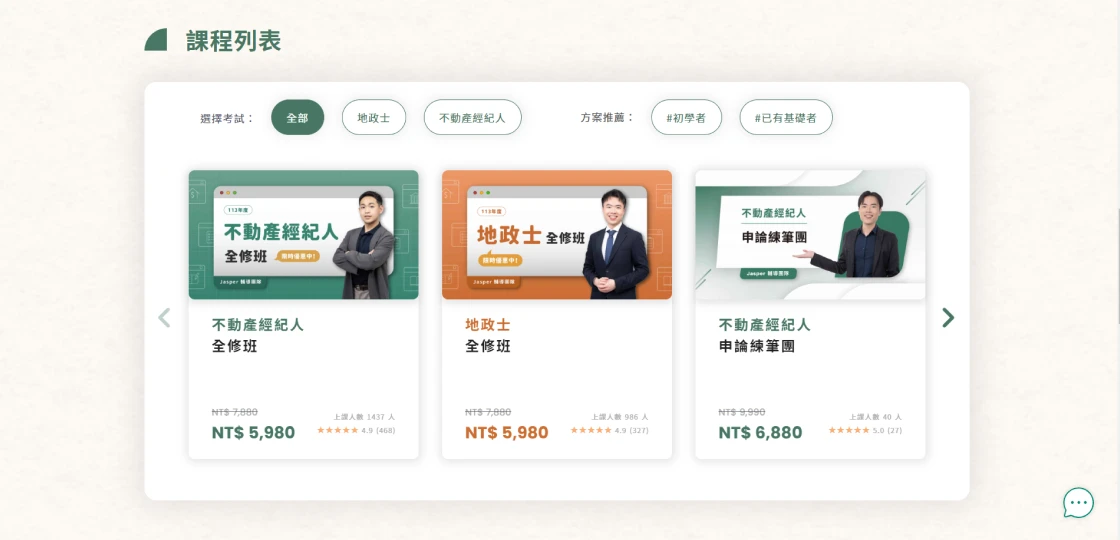 課程列表
選擇考試： 全部 地政士 不動產經紀人 方案推薦： #初學者 #已有基礎者
113年度
不動產經紀人
全修班 限時優惠中!
Jasper 輔導團隊
113年度
地政士 全修班
限時優惠中!
Jasper 輔導團隊
不動產經紀人
申論練筆團
Jasper 輔導團隊
不動產經紀人
全修班
NT$ 7,880
上課人數 1437 人
NT$ 5,980
★★★★★ 4.9 (468)
地政士
全修班
NT$ 7,880
上課人數 986 人
NT$ 5,980
★★★★★ 4.9 (327)
不動產經紀人
申論練筆團
NT$ 9,990
上課人數 40 人
NT$ 6,880
★★★★★ 5.0 (27)